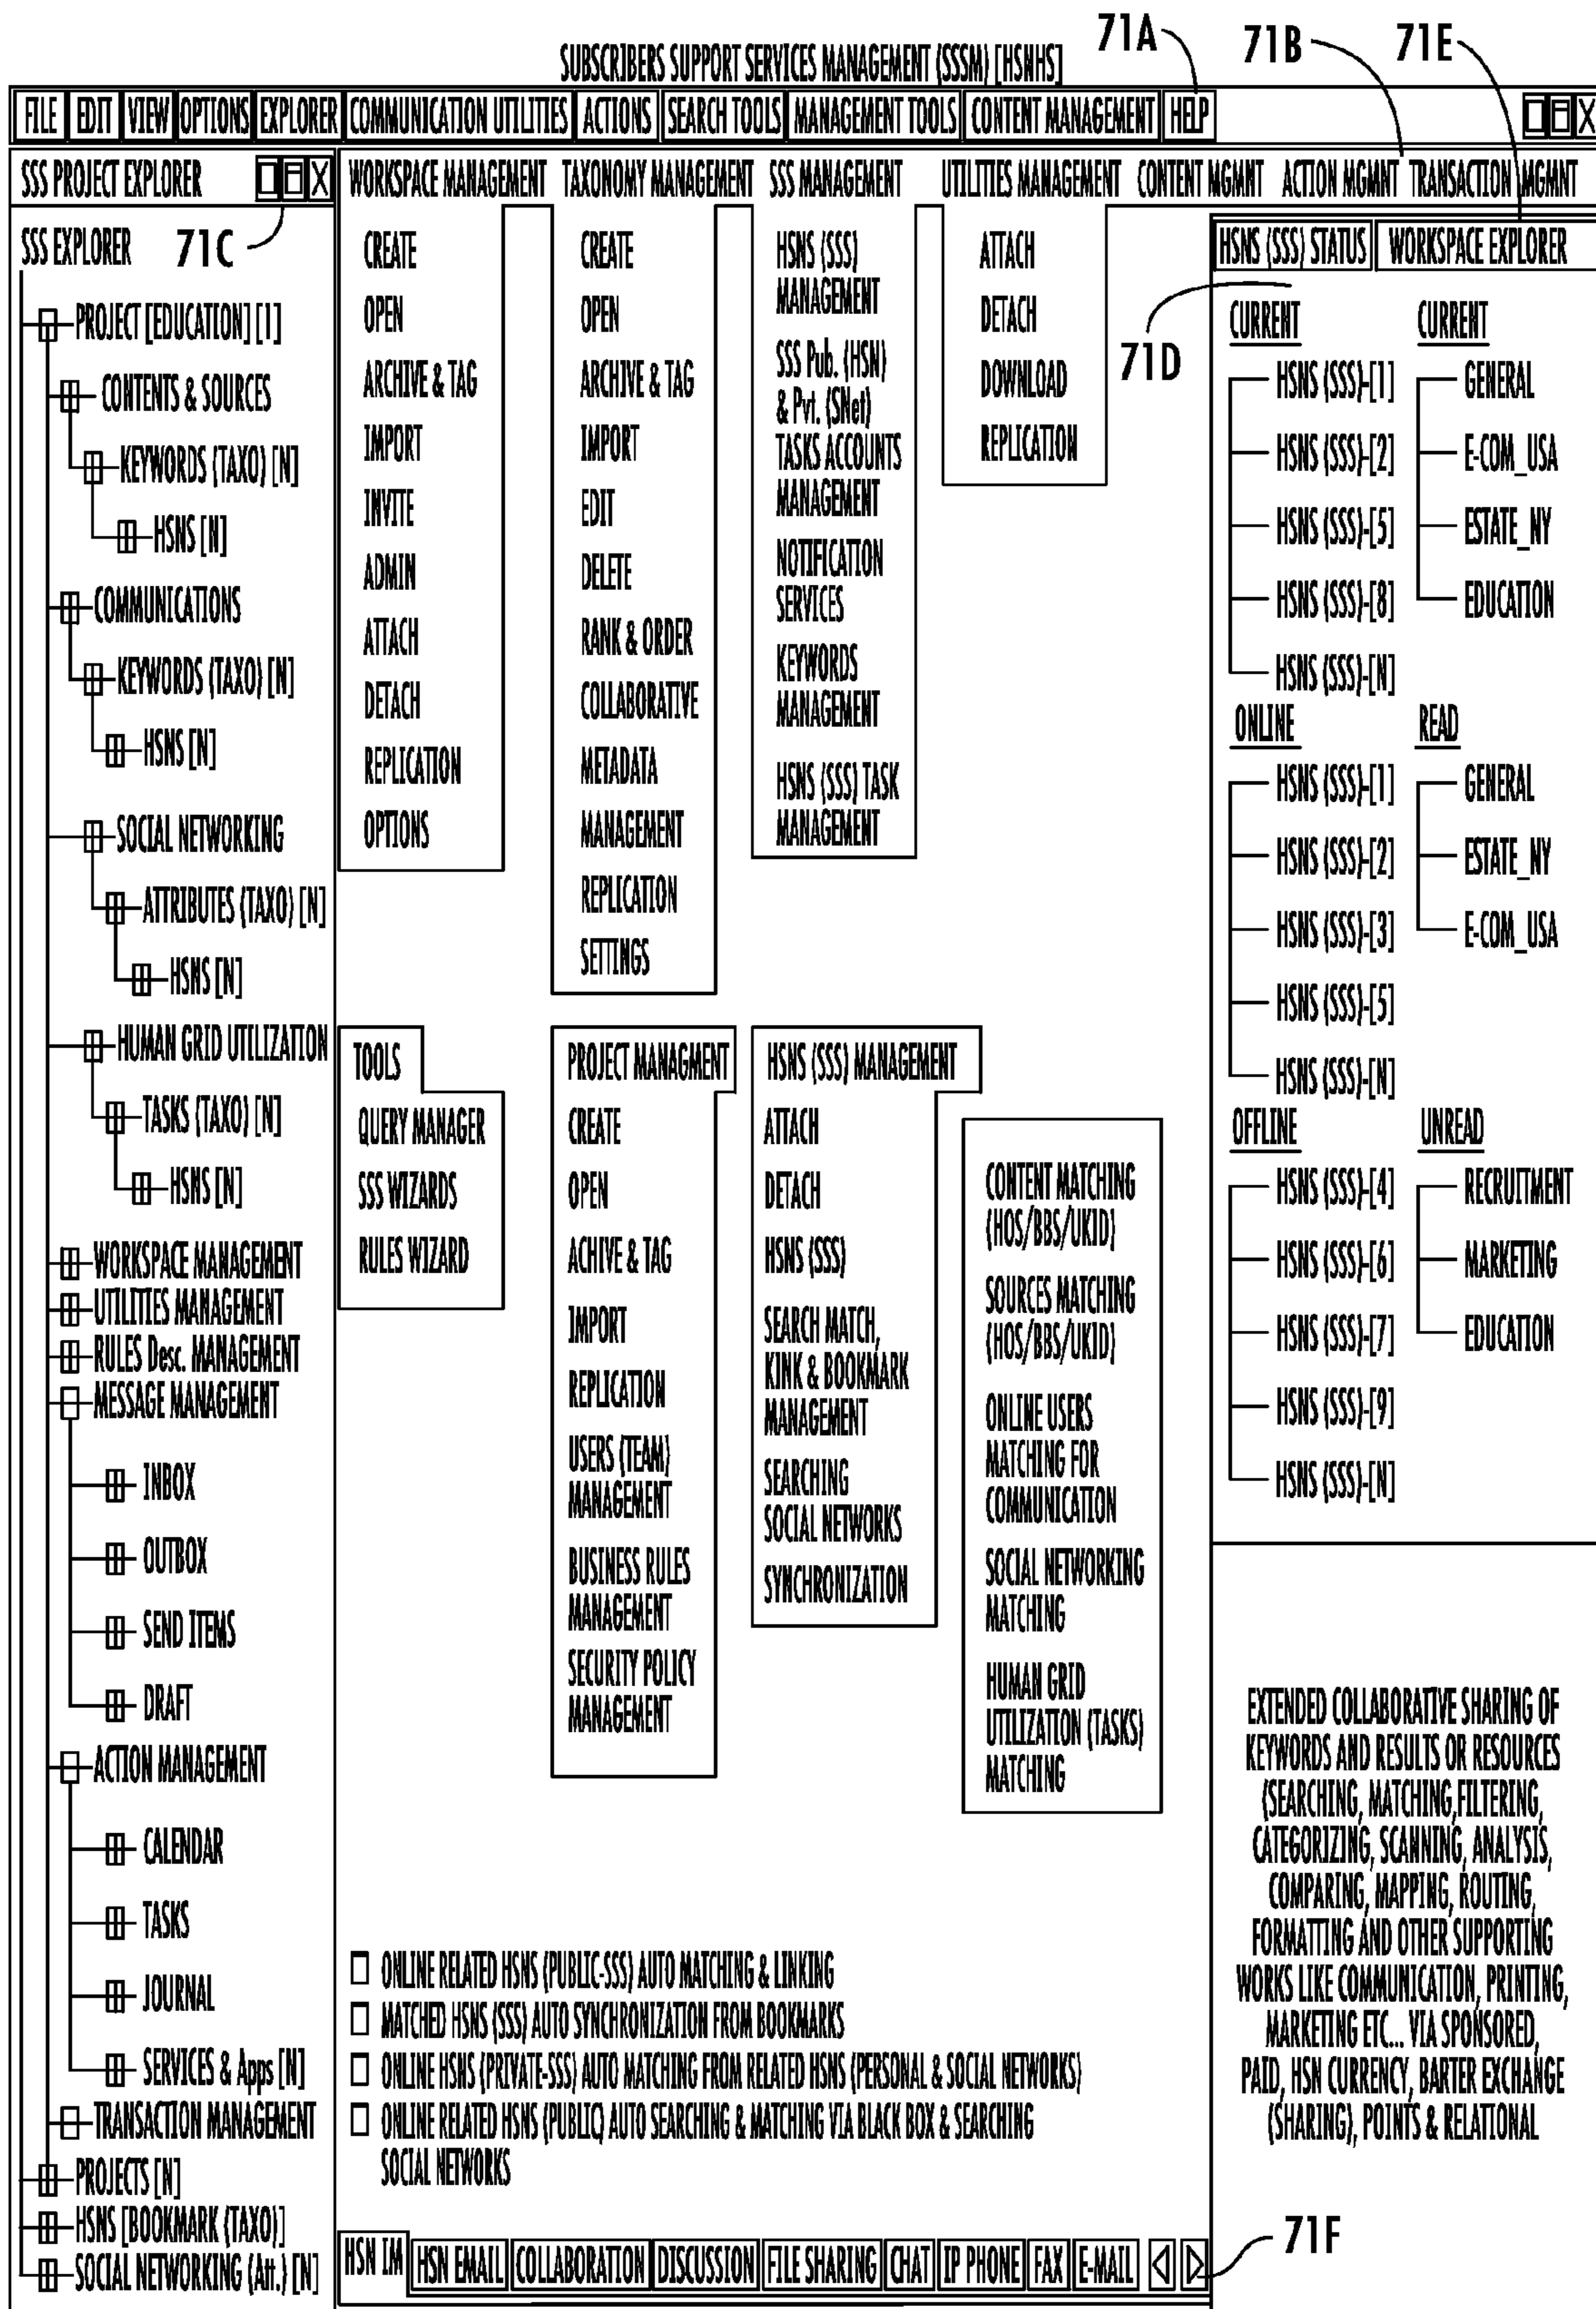 71A
71B
71E
SUBSCRIBERS SUPPORT SERVICES MANAGEMENT (SSSM) [HSNHS]
FILE EDIT VIEW OPTIONS EXPLORER COMMUNICATION UTILITIES ACTIONS SEARCH TOOLS MANAGEMENT TOOLS CONTENT MANAGEMENT HELP
SSS PROJECT EXPLORER
SSS EXPLORER
71C
PROJECT [EDUCATION] [1]
CONTENTS & SOURCES
KEYWORDS (TAXO) [N]
HSNS [N]
COMMUNICATIONS
KEYWORDS (TAXO) [N]
HSNS [N]
SOCIAL NETWORKING
ATTRIBUTES (TAXO) [N]
HSNS [N]
HUMAN GRID UTILIZATION
TASKS (TAXO) [N]
HSNS [N]
WORKSPACE MANAGEMENT
UTILITIES MANAGEMENT
RULES Desc. MANAGEMENT
MESSAGE MANAGEMENT
INBOX
OUTBOX
SEND ITEMS
DRAFT
ACTION MANAGEMENT
CALENDAR
TASKS
JOURNAL
SERVICES & Apps [N]
TRANSACTION MANAGEMENT
PROJECTS [N]
HSNS [BOOKMARK (TAXO)]
SOCIAL NETWORKING (Att.) [N]
WORKSPACE MANAGEMENT TAXONOMY MANAGEMENT SSS MANAGEMENT UTILITIES MANAGEMENT CONTENT MGMNT ACTION MGMNT TRANSACTION MGMNT
CREATE
OPEN
ARCHIVE & TAG
IMPORT
INVITE
ADMIN
ATTACH
DETACH
REPLICATION
OPTIONS
CREATE
OPEN
ARCHIVE & TAG
IMPORT
EDIT
DELETE
RANK & ORDER
COLLABORATIVE
METADATA
MANAGEMENT
REPLICATION
SETTINGS
HSNS (SSS)
MANAGEMENT
SSS Pub. (HSN)
& Pvt. (SNet)
TASKS ACCOUNTS
MANAGEMENT
NOTIFICATION
SERVICES
KEYWORDS
MANAGEMENT
HSNS (SSS) TASK
MANAGEMENT
ATTACH
DETACH
DOWNLOAD
REPLICATION
71D
TOOLS
QUERY MANAGER
SSS WIZARDS
RULES WIZARD
PROJECT MANAGMENT
CREATE
OPEN
ACHIVE & TAG
IMPORT
REPLICATION
USERS (TEAM)
MANAGEMENT
BUSINESS RULES
MANAGEMENT
SECURITY POLICY
MANAGEMENT
HSNS (SSS) MANAGEMENT
ATTACH
DETACH
HSNS (SSS)
SEARCH MATCH,
KINK & BOOKMARK
MANAGEMENT
SEARCHING
SOCIAL NETWORKS
SYNCHRONIZATION
CONTENT MATCHING
(HOS/BBS/UKID)
SOURCES MATCHING
(HOS/BBS/UKID)
ONLINE USERS
MATCHING FOR
COMMUNICATION
SOCIAL NETWORKING
MATCHING
HUMAN GRID
UTILIZATION (TASKS)
MATCHING
ONLINE RELATED HSNS (PUBLIC-SSS) AUTO MATCHING & LINKING
MATCHED HSNS (SSS) AUTO SYNCHRONIZATION FROM BOOKMARKS
ONLINE HSNS (PRIVATE-SSS) AUTO MATCHING FROM RELATED HSNS (PERSONAL & SOCIAL NETWORKS)
ONLINE RELATED HSNS (PUBLIC) AUTO SEARCHING & MATCHING VIA BLACK BOX & SEARCHING
SOCIAL NETWORKS
HSN IM HSN EMAIL COLLABORATION DISCUSSION FILE SHARING CHAT IP PHONE FAX E-MAIL
71F
HSNS (SSS) STATUS WORKSPACE EXPLORER
CURRENT
HSNS (SSS)-[1]
HSNS (SSS)-[2]
HSNS (SSS)-[5]
HSNS (SSS)-[8]
HSNS (SSS)-[N]
ONLINE
HSNS (SSS)-[1]
HSNS (SSS)-[2]
HSNS (SSS)-[3]
HSNS (SSS)-[5]
HSNS (SSS)-[N]
OFFLINE
HSNS (SSS)-[4]
HSNS (SSS)-[6]
HSNS (SSS)-[7]
HSNS (SSS)-[9]
HSNS (SSS)-[N]
CURRENT
GENERAL
E-COM_USA
ESTATE_NY
EDUCATION
READ
GENERAL
ESTATE_NY
E-COM_USA
UNREAD
RECRUITMENT
MARKETING
EDUCATION
EXTENDED COLLABORATIVE SHARING OF
KEYWORDS AND RESULTS OR RESOURCES
(SEARCHING, MATCHING,FILTERING,
CATEGORIZING, SCANNING, ANALYSIS,
COMPARING, MAPPING, ROUTING,
FORMATTING AND OTHER SUPPORTING
WORKS LIKE COMMUNICATION, PRINTING,
MARKETING ETC... VIA SPONSORED,
PAID, HSN CURRENCY, BARTER EXCHANGE
(SHARING), POINTS & RELATIONAL